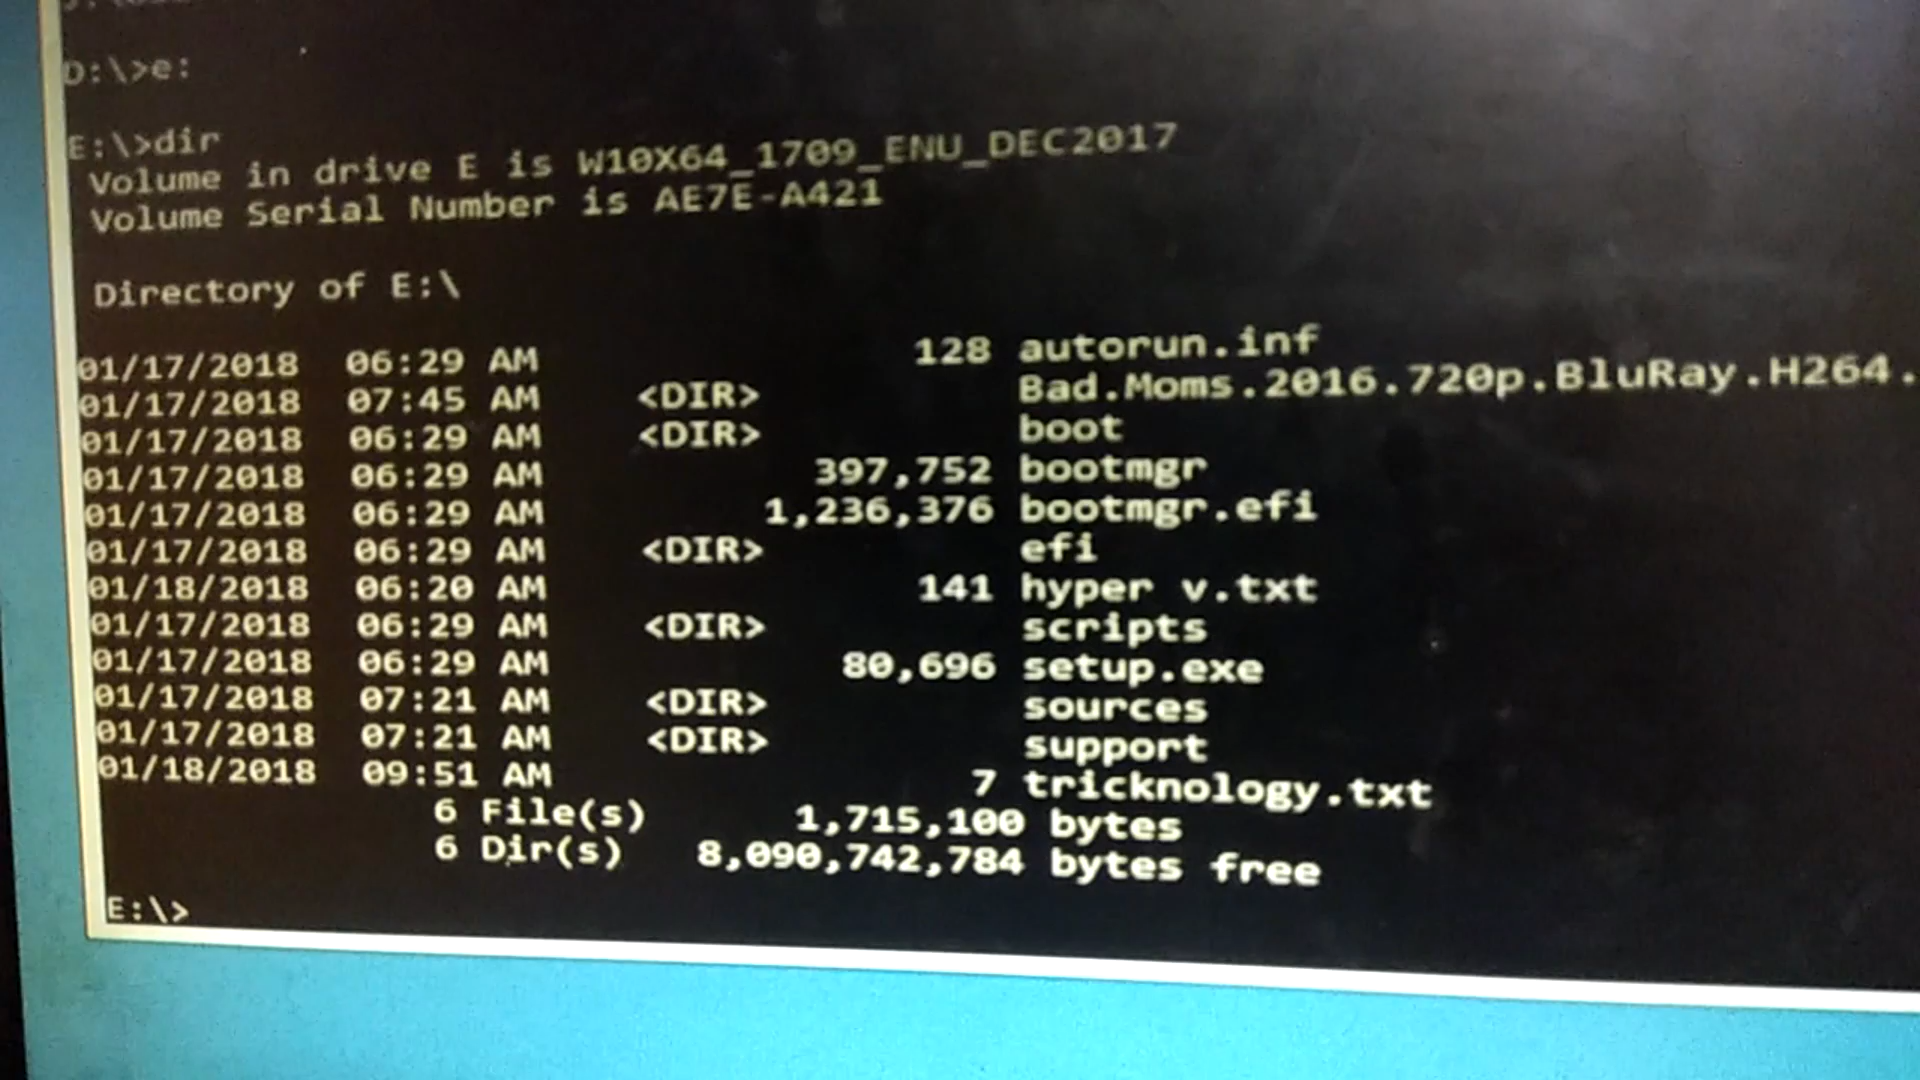 D:\>e:
E:\>dir
Volume in drive E is W10X64_1709_ENU_DEC2017
Volume Serial Number is AE7E-A421
Directory of E:\
01/17/2018 06:29 AM 128 autorun.inf
01/17/2018 07:45 AM <DIR> Bad.Moms.2016.720p.BluRay.H264.
01/17/2018 06:29 AM <DIR> boot
01/17/2018 06:29 AM 397,752 bootmgr
01/17/2018 06:29 AM 1,236,376 bootmgr.efi
01/17/2018 06:29 AM <DIR> efi
01/18/2018 06:20 AM 141 hyper v.txt
01/17/2018 06:29 AM <DIR> scripts
01/17/2018 06:29 AM 80,696 setup.exe
01/17/2018 07:21 AM <DIR> sources
01/17/2018 07:21 AM <DIR> support
01/18/2018 09:51 AM 7 tricknology.txt
6 File(s) 1,715,100 bytes
6 Dir(s) 8,090,742,784 bytes free
E:\>